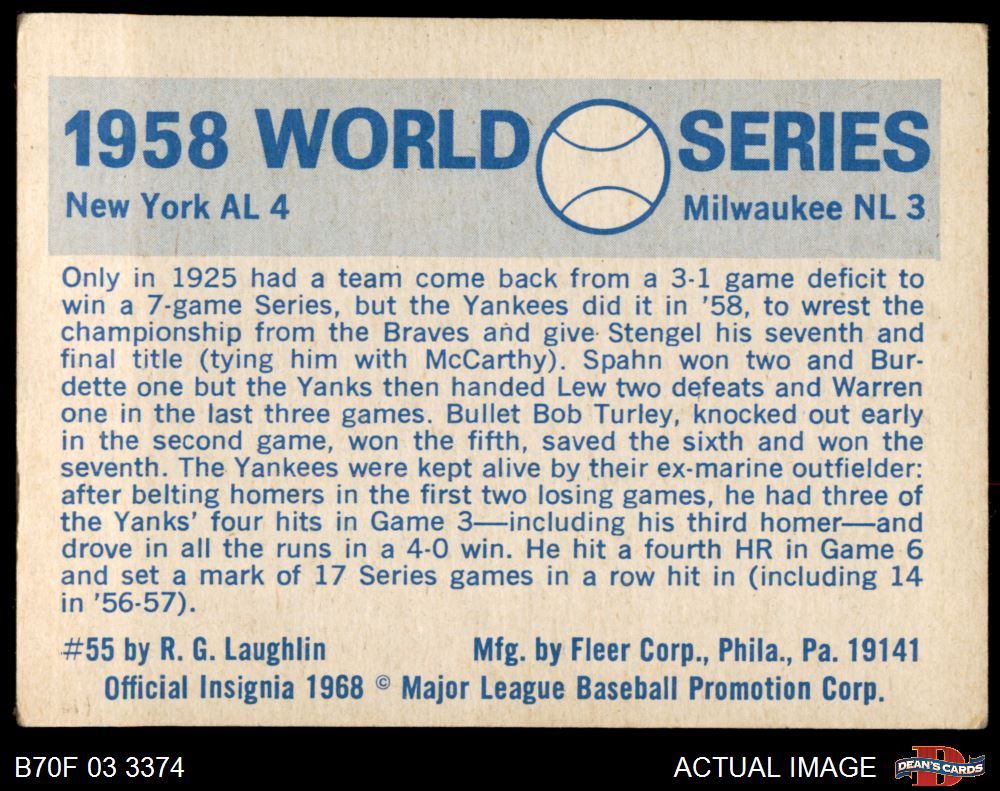 1958 WORLD SERIES
New York AL 4 Milwaukee NL 3
Only in 1925 had a team come back from a 3-1 game deficit to
win a 7-game Series, but the Yankees did it in '58, to wrest the
championship from the Braves and give Stengel his seventh and
final title (tying him with McCarthy). Spahn won two and Bur-
dette one but the Yanks then handed Lew two defeats and Warren
one in the last three games. Bullet Bob Turley, knocked out early
in the second game, won the fifth, saved the sixth and won the
seventh. The Yankees were kept alive by their ex-marine outfielder:
after belting homers in the first two losing games, he had three of
the Yanks' four hits in Game 3—including his third homer—and
drove in all the runs in a 4-0 win. He hit a fourth HR in Game 6
and set a mark of 17 Series games in a row hit in (including 14
in '56-57).
#55 by R. G. Laughlin Mfg. by Fleer Corp., Phila., Pa. 19141
Official Insignia 1968 © Major League Baseball Promotion Corp.
B70F 03 3374 ACTUAL IMAGE D DEAN'S CARDS